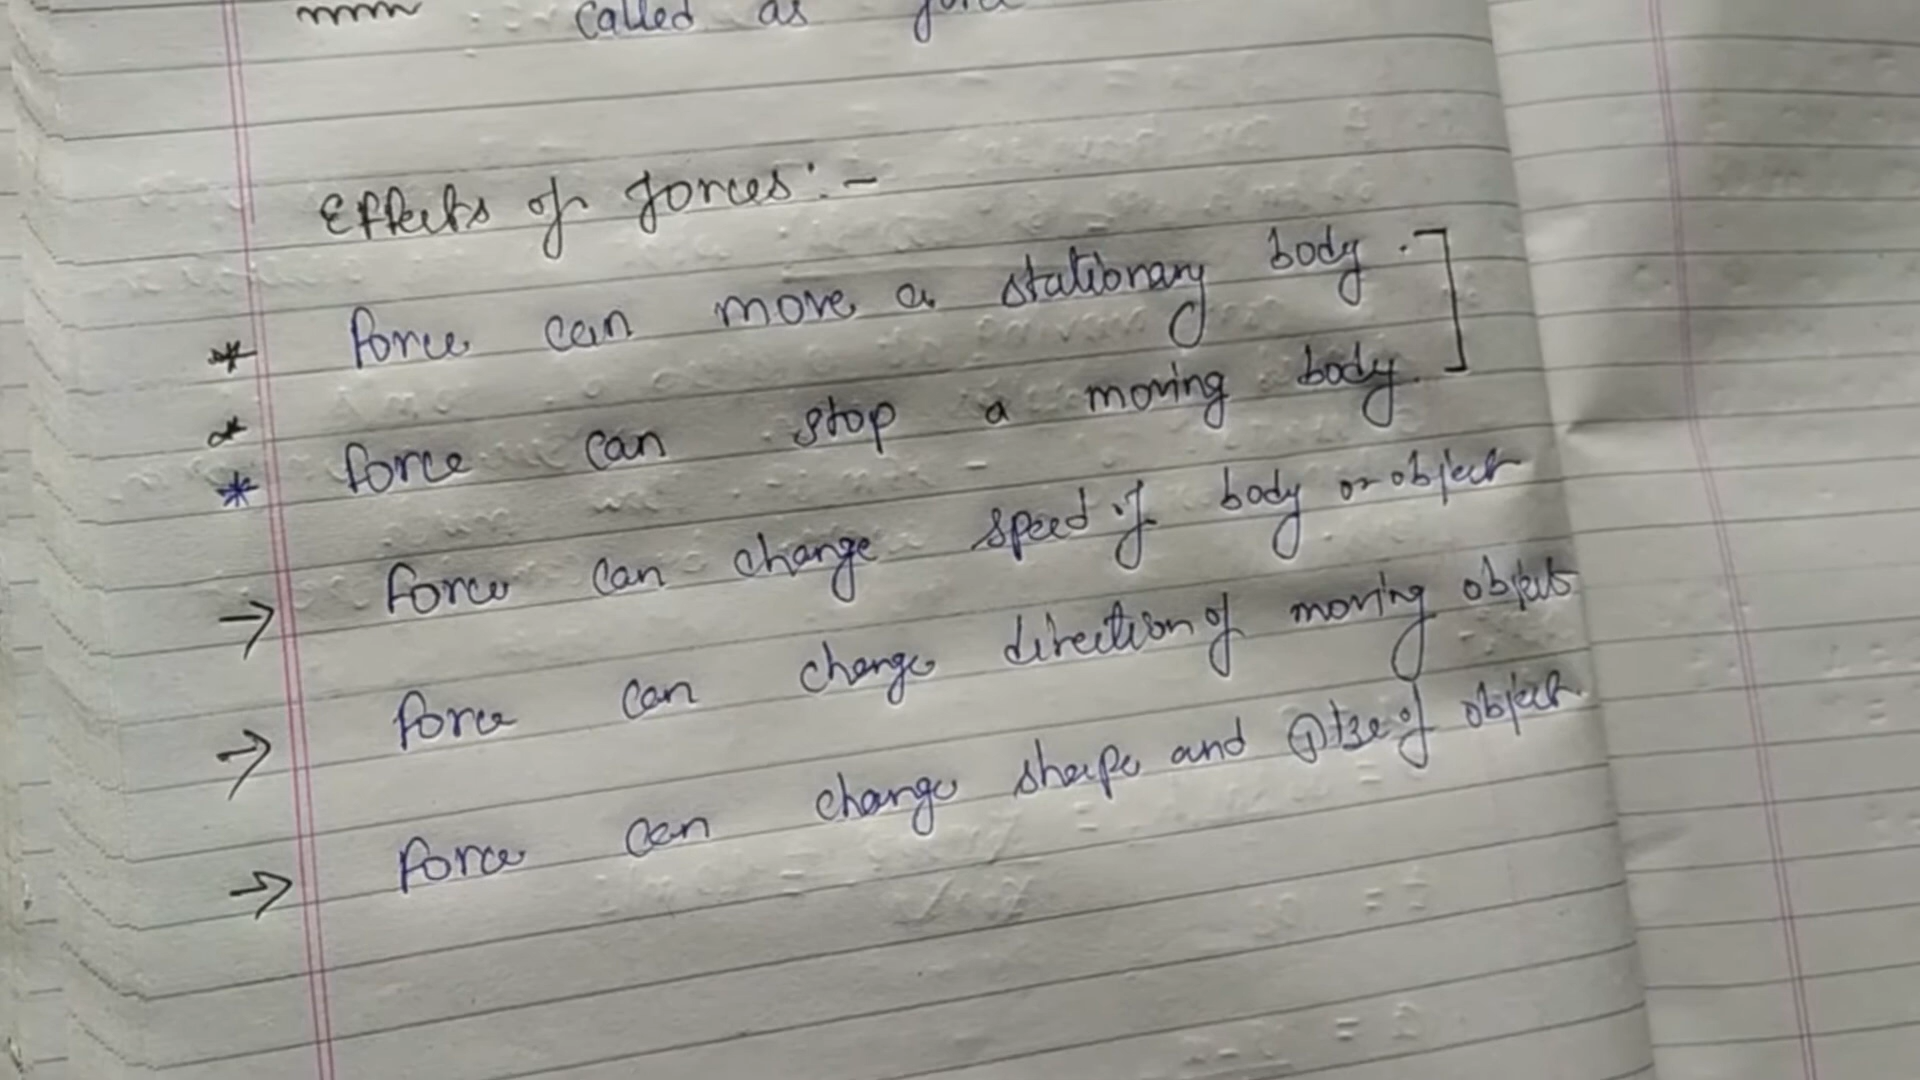 called as
Effects of forces :-
* force can move a stationary body.
* force can stop a moving body.
*
→ force can change speed of body or object
→ force can change direction of moving objects
→ force can change shape and size of object